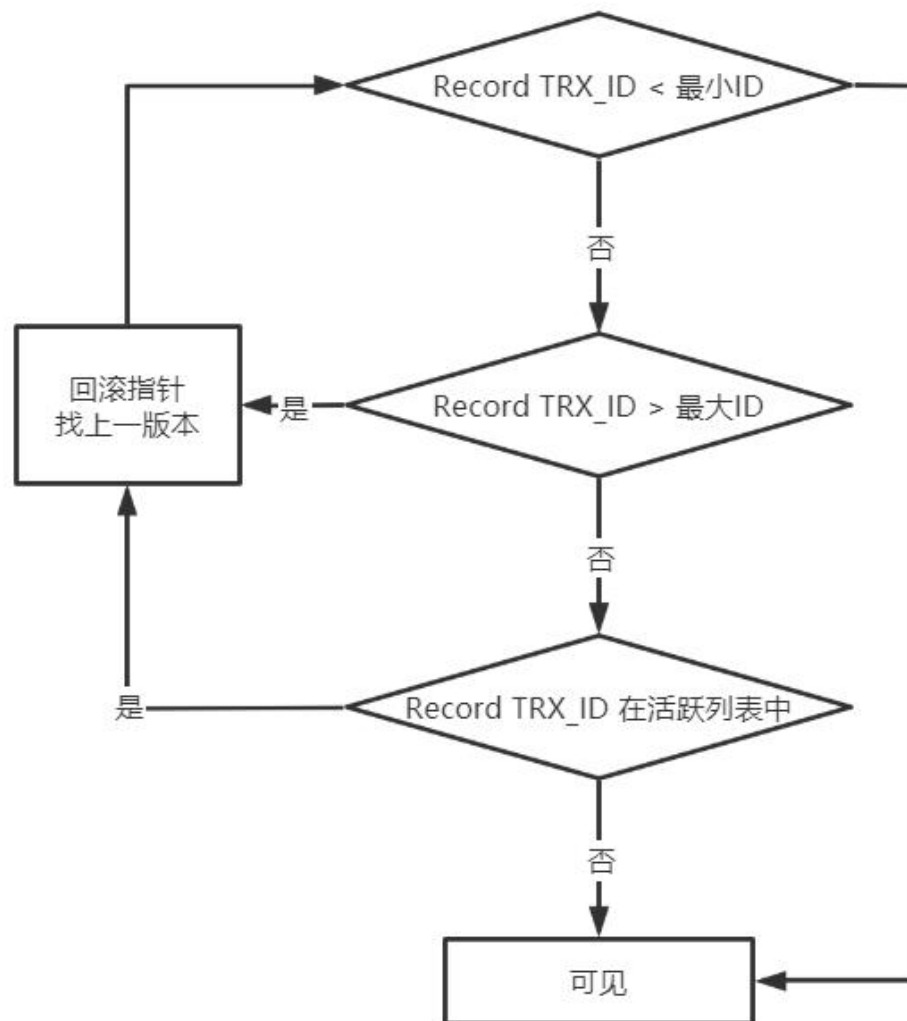 Record TRX_ID < 最小ID
否
回滚指针
找上一版本
是
Record TRX_ID > 最大ID
否
是
Record TRX_ID 在活跃列表中
否
可见